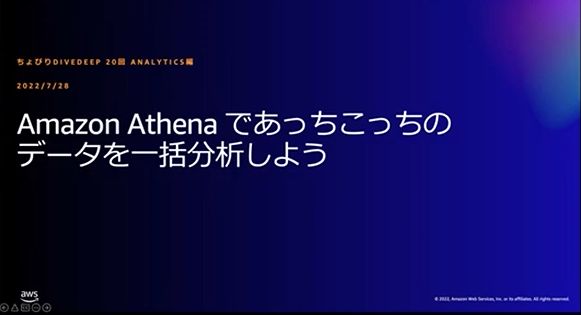 ちょびりDIVEDEEP 20回 ANALYTICS編
2022/7/28
Amazon Athena であっちこっちの
データを一括分析しよう
aws
© 2022, Amazon Web Services, Inc. or its affiliates. All rights reserved.